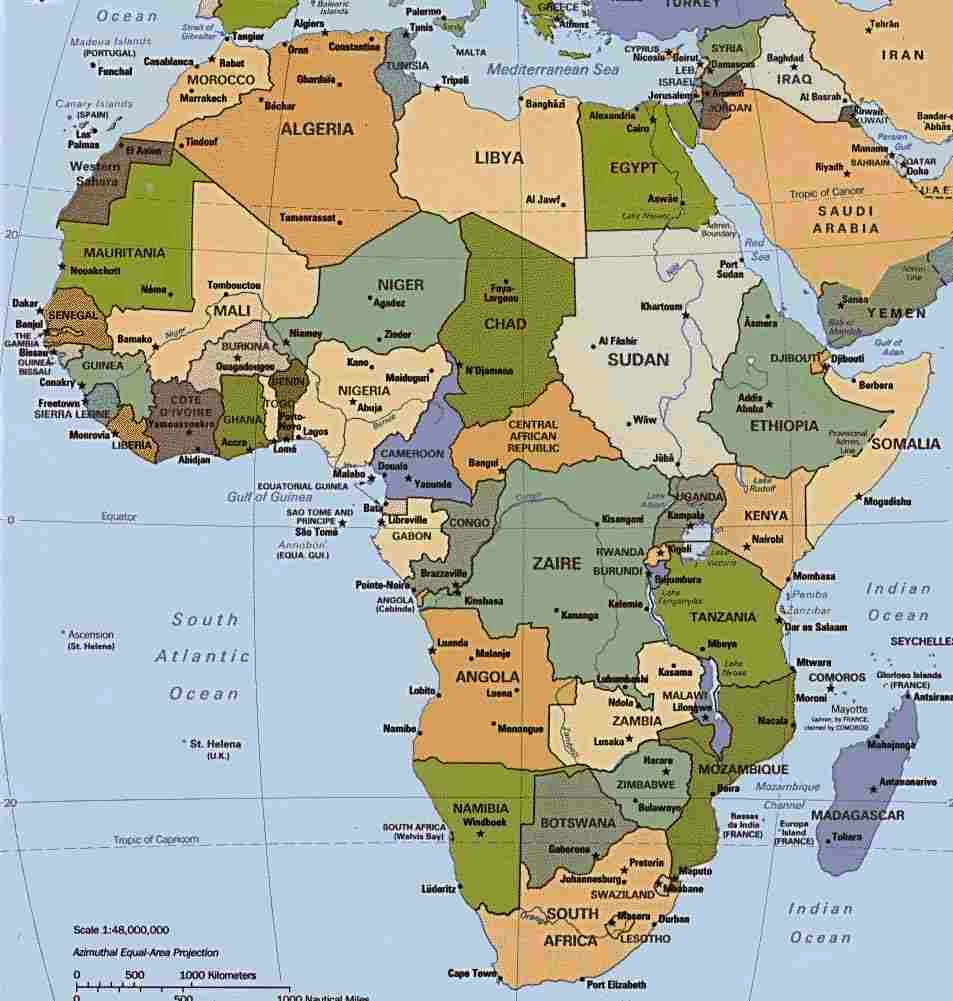 Ocean
Madeira Islands
(PORTUGAL)
Funchal
Canary Islands
(SPAIN)
Las
Palmas
Strait of
Gibraltar
Tangier
Casablanca
Rabat
MOROCCO
Marrakech
Balearic
Islands
Algiers
Oran
Constantine
Ghardaia
Béchar
Tindouf
ALGERIA
Tamanrasset
Palermo
Tunis
TUNISIA
MALTA
Tripoli
Mediterranean Sea
GREECE
Athens
TURKEY
CYPRUS
Nicosia
Beirut
LEB
SYRIA
Damascus
ISRAEL
Jerusalem
Amman
JORDAN
Baghdad
IRAQ
Al Basrah
Tehrān
IRAN
Kuwait
KUWAIT
Bandar-e
Abbās
Persian
Gulf
Manama
BAHRAIN
QATAR
Doha
U.A.E.
Riyadh
Tropic of Cancer
SAUDI
ARABIA
Banghāzī
LIBYA
Al Jawf
Alexandria
Cairo
EGYPT
Aswān
Lake Nasser
Admin.
Boundary
Red
Sea
El Aaiun
Western
Sahara
20
MAURITANIA
Nouakchott
Néma
Tombouctou
MALI
Bamako
Niger
NIGER
Agadez
Zinder
Niamey
Faya-
Largeau
CHAD
N'Djamena
Nile
Port
Sudan
Khartoum
Al Fāshir
SUDAN
Wāw
Jūbā
Asmera
Sanaa
YEMEN
Admin.
Line
Bab el
Mandeb
Gulf of
Aden
DJIBOUTI
Djibouti
Berbera
Addis
Ababa
ETHIOPIA
Provisional
Admin.
Line
SOMALIA
Mogadishu
Dakar
SENEGAL
Banjul
THE
GAMBIA
Bissau
GUINEA
BISSAU
GUINEA
Conakry
Freetown
SIERRA LEONE
Monrovia
LIBERIA
COTE
D'IVOIRE
Yamoussoukro
Abidjan
BURKINA
Ouagadougou
GHANA
Accra
TOGO
Lomé
BENIN
Porto-
Novo
Lagos
Kano
Maiduguri
NIGERIA
Abuja
Benue
CAMEROON
Douala
Yaounde
Malabo
EQUATORIAL GUINEA
Bata
Gulf of Guinea
SAO TOME AND
PRINCIPE
São Tomé
Annobón
(EQUA. GUI.)
0
Equator
CENTRAL
AFRICAN
REPUBLIC
Bangui
Libreville
GABON
CONGO
Brazzaville
Pointe-Noire
ANGOLA
(Cabinda)
Kinshasa
Congo
Kisangani
ZAIRE
Kananga
Kalemie
Lubumbashi
Lake
Albert
UGANDA
Kampala
Lake
Rudolf
KENYA
Nairobi
Mombasa
RWANDA
Kigali
BURUNDI
Bujumbura
Lake
Victoria
Lake
Tanganyika
TANZANIA
Pemba
Zanzibar
Dar es Salaam
Mbeya
Mtwara
Indian
Ocean
SEYCHELLES
South
Atlantic
Ocean
Ascension
(St. Helena)
St. Helena
(U.K.)
Luanda
Malanje
ANGOLA
Lobito
Luena
Menongue
Namibe
Kasama
Ndola
ZAMBIA
Lusaka
Zambezi
MALAWI
Lilongwe
Lake
Nyasa
Nacala
COMOROS
Moroni
Mayotte
(admin. by FRANCE,
claimed by COMOROS)
Glorioso Islands
(FRANCE)
Antsirana
Mahajanga
Antananarivo
MADAGASCAR
Toliara
Harare
ZIMBABWE
Bulawayo
MOZAMBIQUE
Beira
Mozambique
Channel
Bassas
da India
(FRANCE)
Europa
Island
(FRANCE)
20
Tropic of Capricorn
NAMIBIA
Windhoek
SOUTH AFRICA
(Walvis Bay)
Lüderitz
BOTSWANA
Gaborone
Pretoria
Johannesburg
Maputo
Mbabane
SWAZILAND
SOUTH
AFRICA
Orange
Maseru
LESOTHO
Durban
Cape Town
Port Elizabeth
Indian
Ocean
Scale 1:48,000,000
Azimuthal Equal-Area Projection
0 500 1000 Kilometers
0 500 1000 Nautical Miles